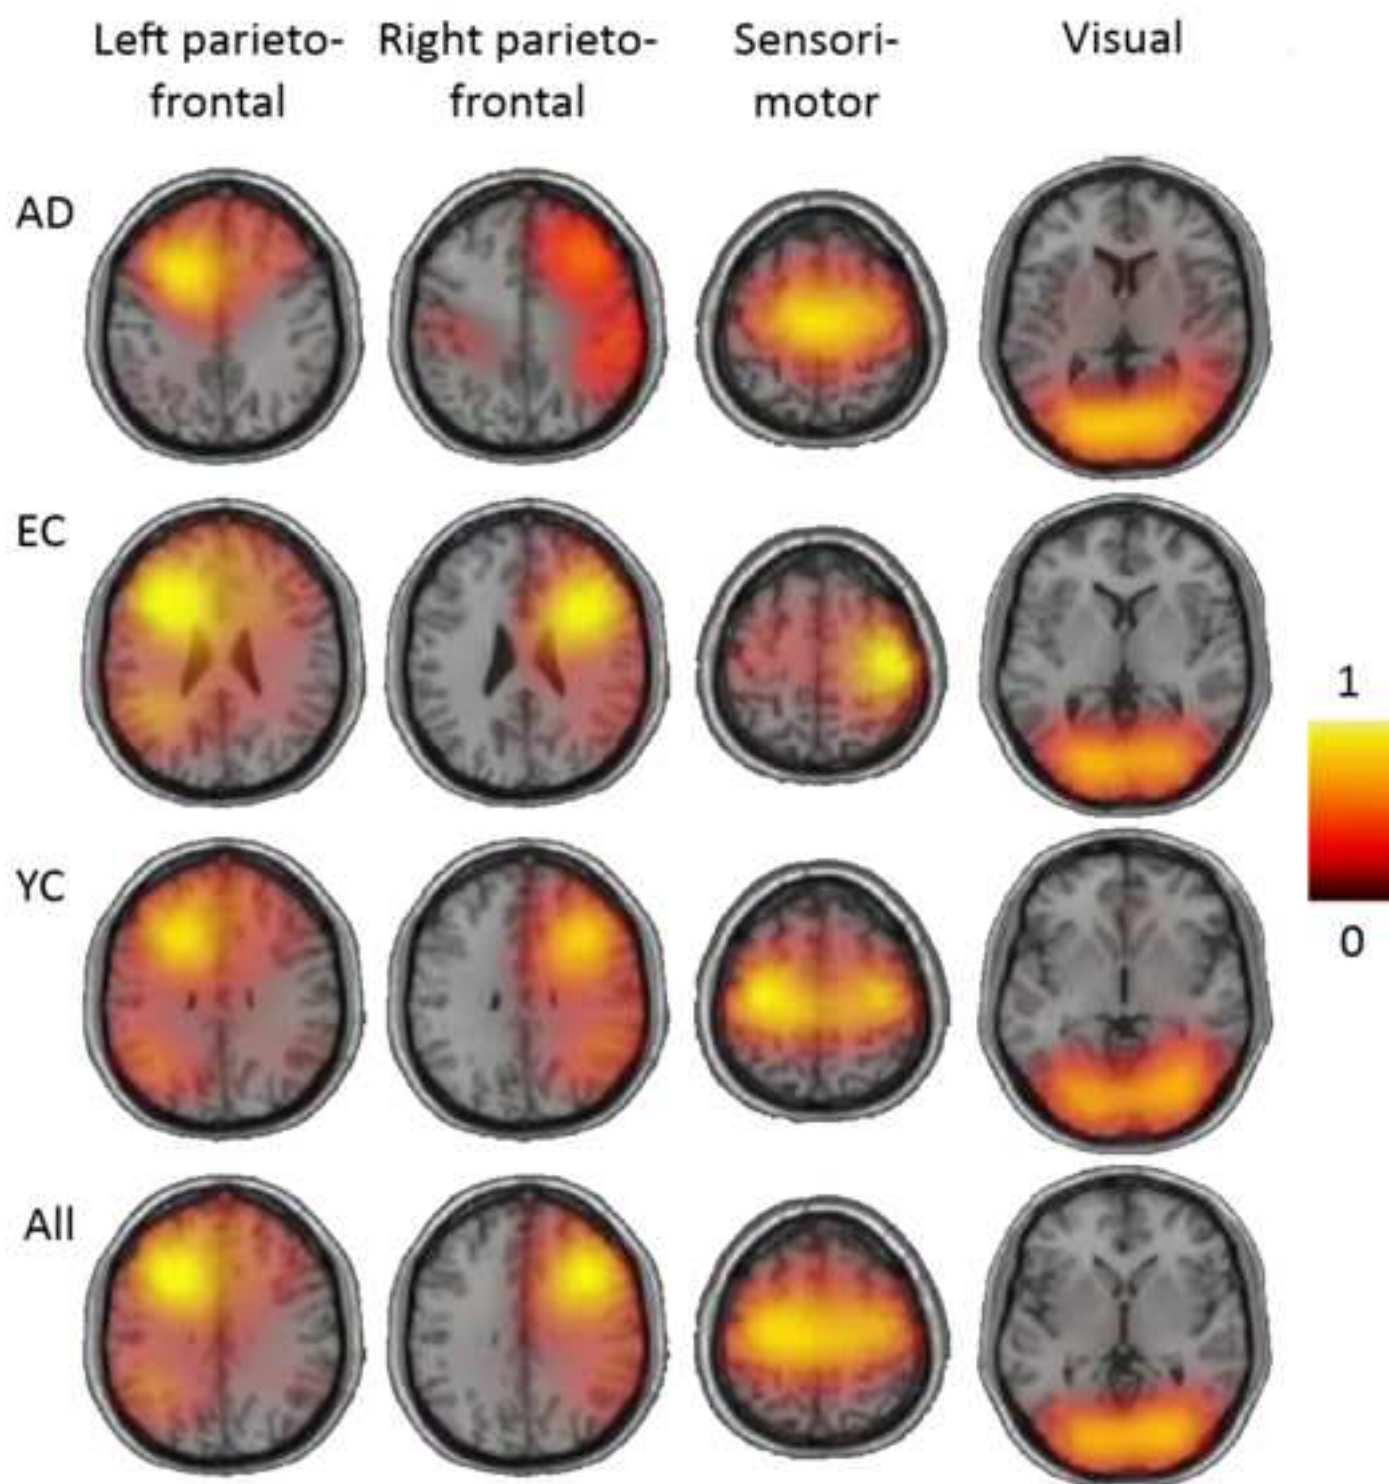 Left parieto-
frontal
Right parieto-
frontal
Sensori-
motor
Visual
AD
EC
YC
All
1
0